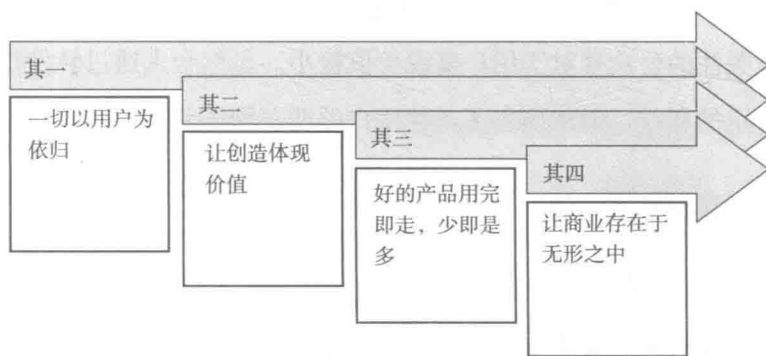 其一
一切以用户为
依归
其二
让创造体现
价值
其三
好的产品用完
即走，少即是
多
其四
让商业存在于
无形之中